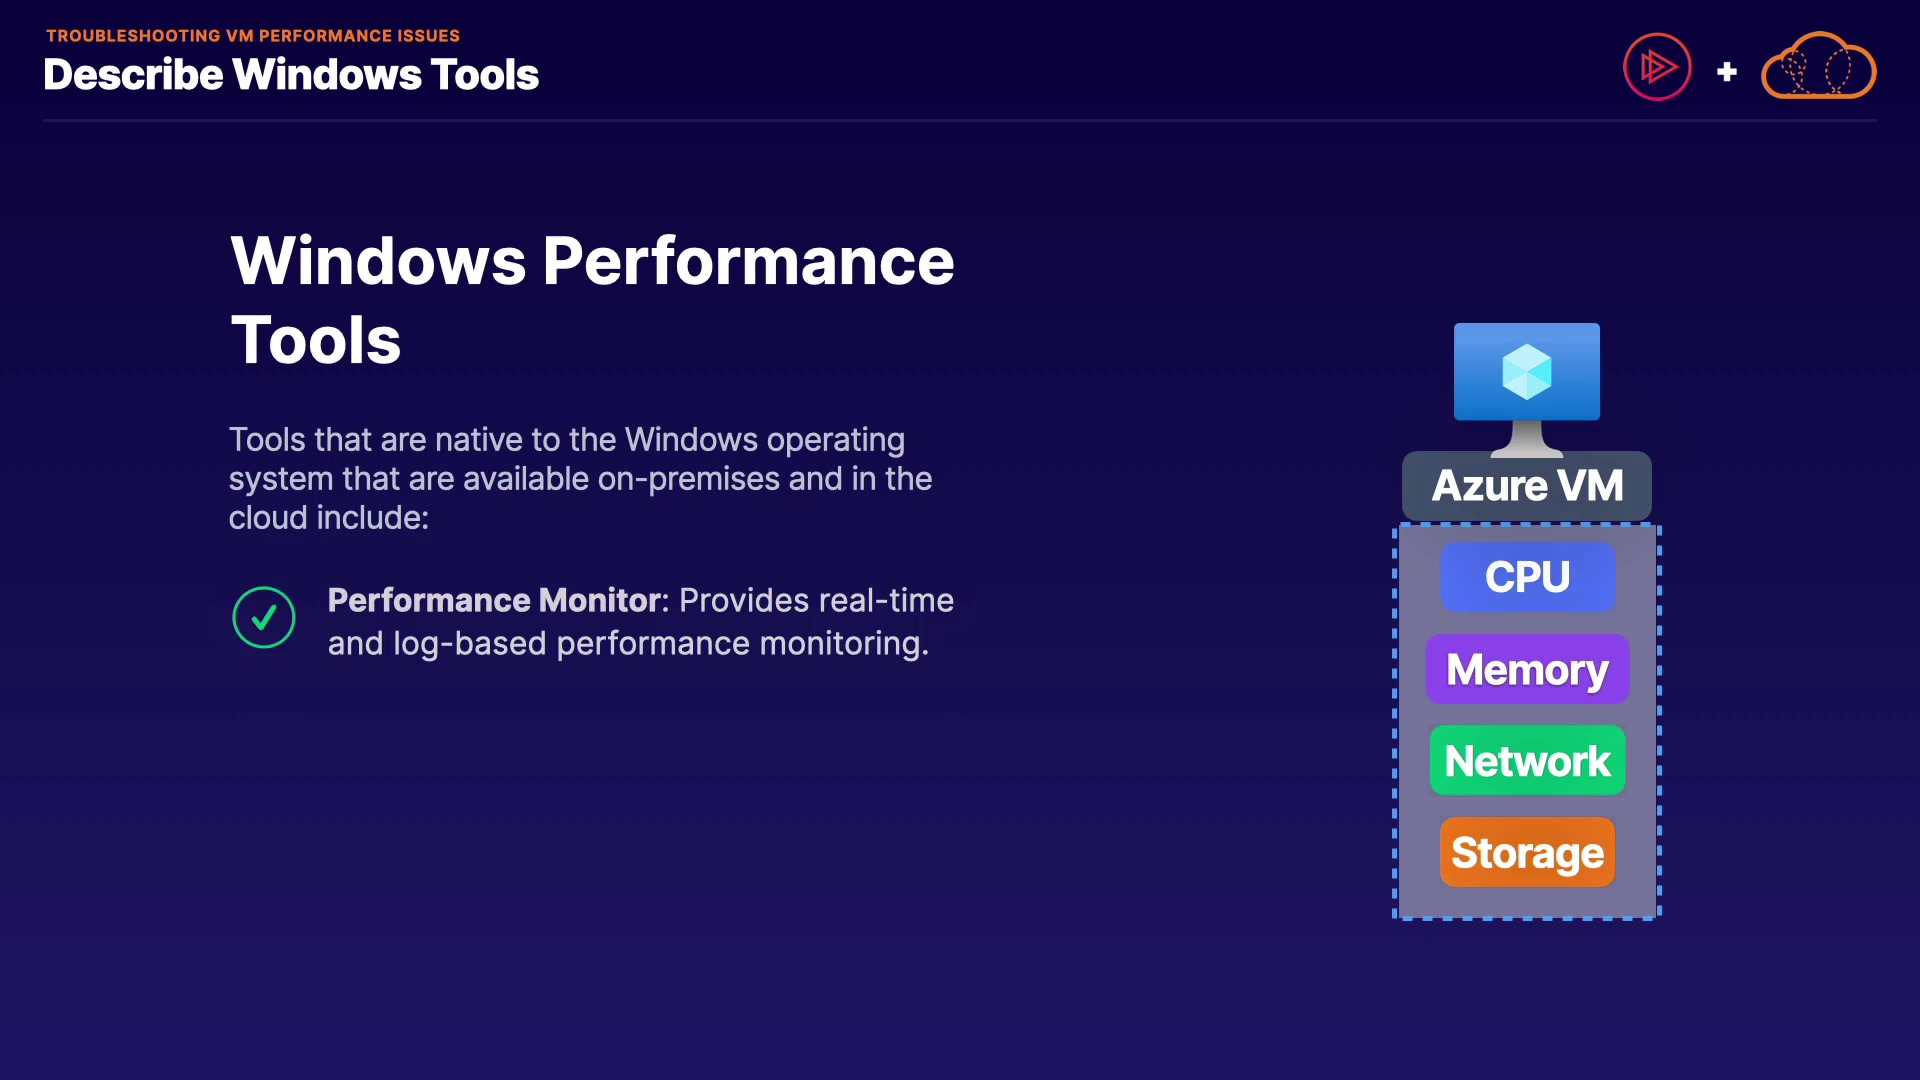 TROUBLESHOOTING VM PERFORMANCE ISSUES
Describe Windows Tools
+
Windows Performance
Tools
Tools that are native to the Windows operating
system that are available on-premises and in the
cloud include:
Performance Monitor: Provides real-time
and log-based performance monitoring.
Azure VM
CPU
Memory
Network
Storage